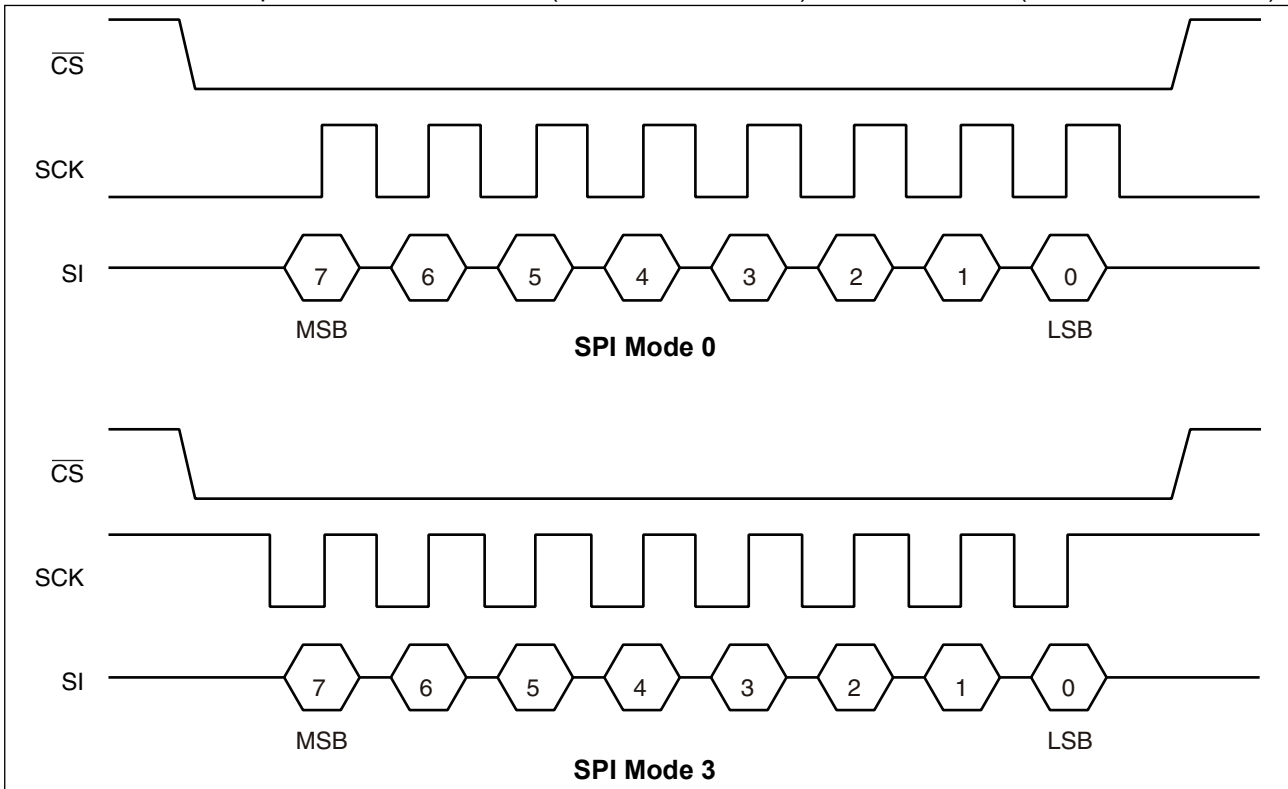 CS
SCK
SI
7 6 5 4 3 2 1 0
MSB LSB
SPI Mode 0
CS
SCK
SI
7 6 5 4 3 2 1 0
MSB LSB
SPI Mode 3